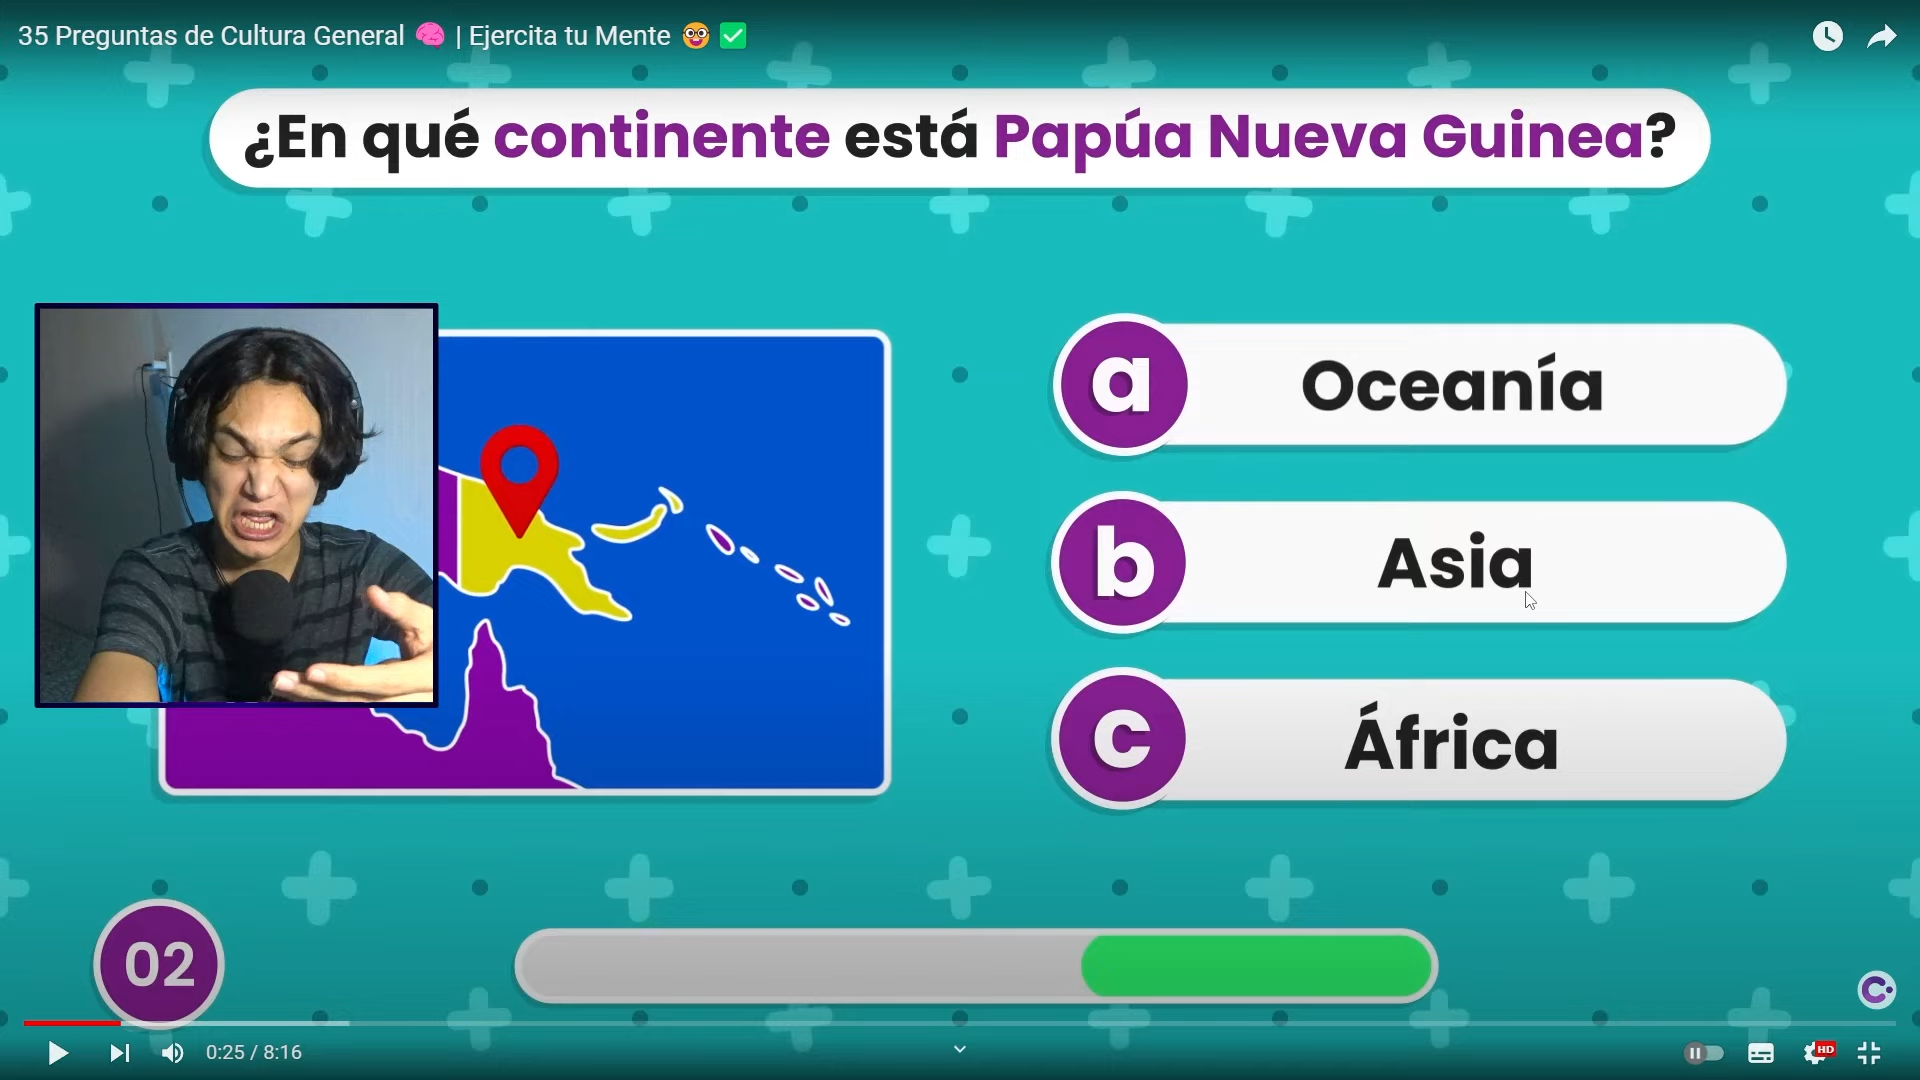 35 Preguntas de Cultura General 🧠 | Ejercita tu Mente 🤓 ✅
¿En qué continente está Papúa Nueva Guinea?
a Oceanía
b Asia
c África
02
C
0:25 / 8:16
HD